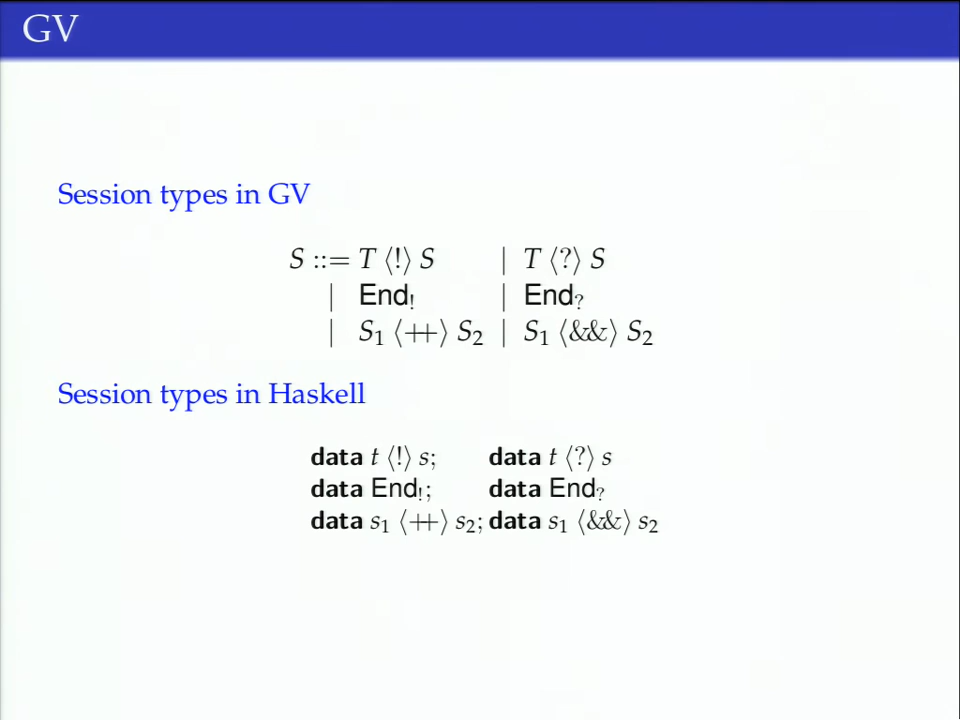 GV
Session types in GV
S ::= T ⟨!⟩ S | T ⟨?⟩ S
| End! | End?
| S₁ ⟨++⟩ S₂ | S₁ ⟨&&⟩ S₂
Session types in Haskell
data t ⟨!⟩ s; data t ⟨?⟩ s
data End!; data End?
data s₁ ⟨++⟩ s₂; data s₁ ⟨&&⟩ s₂